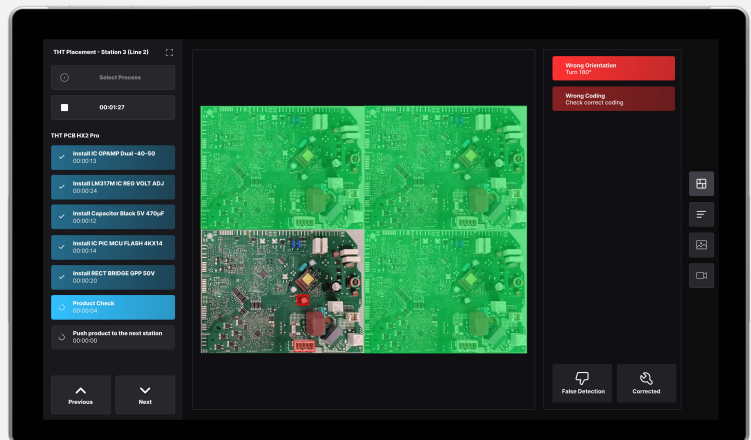 THT Placement - Station 3 (Line 2)
Select Process
00:01:27
THT PCB HX2 Pro
Install IC OPAMP Dual -40-50
00:00:13
Install LM317M IC REG VOLT ADJ
00:00:24
Install Capacitor Black 5V 470µF
00:00:12
Install IC PIC MCU FLASH 4KX14
00:00:14
Install RECT BRIDGE GPP 50V
00:00:20
Product Check
00:00:04
Push product to the next station
00:00:00
Previous
Next
Wrong Orientation
Turn 180°
Wrong Coding
Check correct coding
False Detection
Corrected